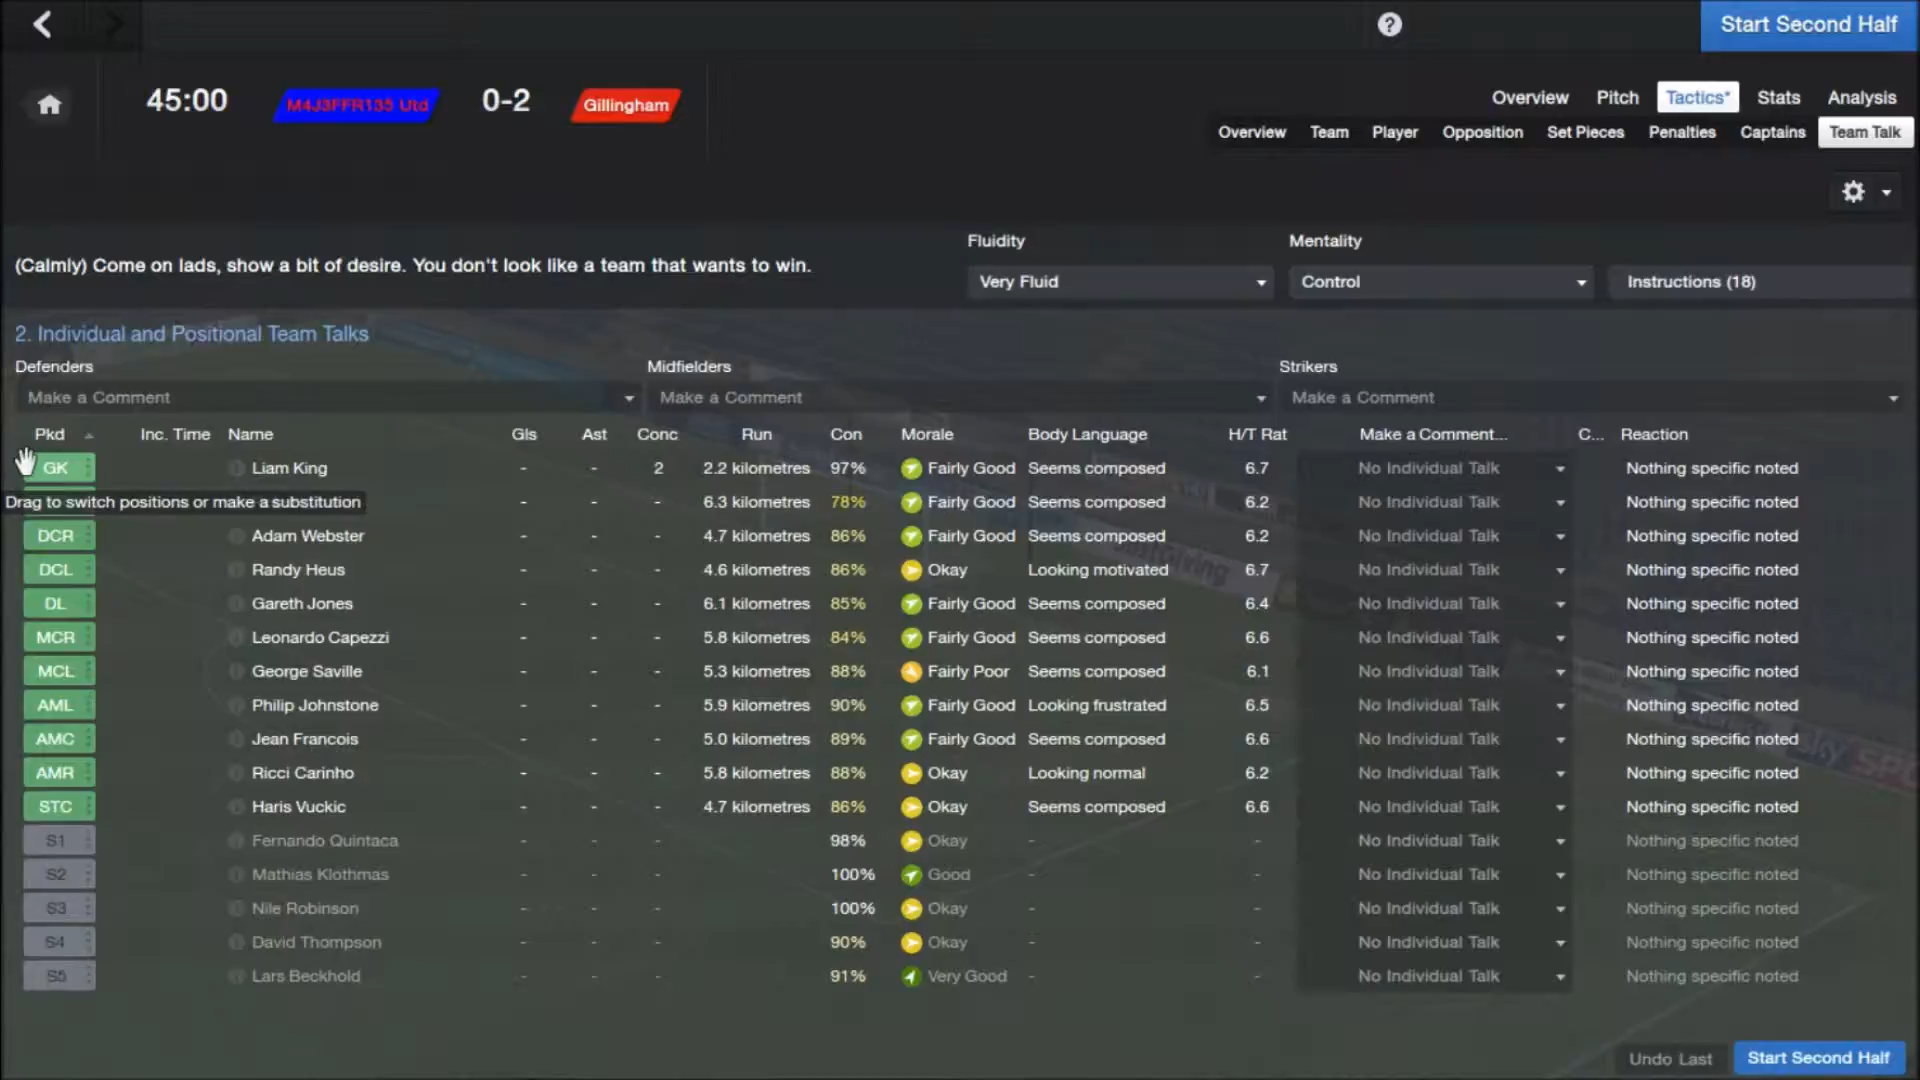 Start Second Half
45:00 M4J3FFR135 Utd 0-2 Gillingham
Overview Pitch Tactics* Stats Analysis
Overview Team Player Opposition Set Pieces Penalties Captains Team Talk
Fluidity Mentality
(Calmly) Come on lads, show a bit of desire. You don't look like a team that wants to win. Very Fluid Control Instructions (18)
2. Individual and Positional Team Talks
Defenders Midfielders Strikers
Make a Comment Make a Comment Make a Comment
Pkd Inc. Time Name Gls Ast Conc Run Con Morale Body Language H/T Rat Make a Comment... C... Reaction
GK Liam King - - 2 2.2 kilometres 97% Fairly Good Seems composed 6.7 No Individual Talk Nothing specific noted
Drag to switch positions or make a substitution - - - 6.3 kilometres 78% Fairly Good Seems composed 6.2 No Individual Talk Nothing specific noted
DCR Adam Webster - - - 4.7 kilometres 86% Fairly Good Seems composed 6.2 No Individual Talk Nothing specific noted
DCL Randy Heus - - - 4.6 kilometres 86% Okay Looking motivated 6.7 No Individual Talk Nothing specific noted
DL Gareth Jones - - - 6.1 kilometres 85% Fairly Good Seems composed 6.4 No Individual Talk Nothing specific noted
MCR Leonardo Capezzi - - - 5.8 kilometres 84% Fairly Good Seems composed 6.6 No Individual Talk Nothing specific noted
MCL George Saville - - - 5.3 kilometres 88% Fairly Poor Seems composed 6.1 No Individual Talk Nothing specific noted
AML Philip Johnstone - - - 5.9 kilometres 90% Fairly Good Looking frustrated 6.5 No Individual Talk Nothing specific noted
AMC Jean Francois - - - 5.0 kilometres 89% Fairly Good Seems composed 6.6 No Individual Talk Nothing specific noted
AMR Ricci Carinho - - - 5.8 kilometres 88% Okay Looking normal 6.2 No Individual Talk Nothing specific noted
STC Haris Vuckic - - - 4.7 kilometres 86% Okay Seems composed 6.6 No Individual Talk Nothing specific noted
S1 Fernando Quintaca - - - 98% Okay - - No Individual Talk Nothing specific noted
S2 Mathias Klothmas - - - 100% Good - - No Individual Talk Nothing specific noted
S3 Nile Robinson - - - 100% Okay - - No Individual Talk Nothing specific noted
S4 David Thompson - - - 90% Okay - - No Individual Talk Nothing specific noted
S5 Lars Beckhold - - - 91% Very Good - - No Individual Talk Nothing specific noted
Undo Last Start Second Half